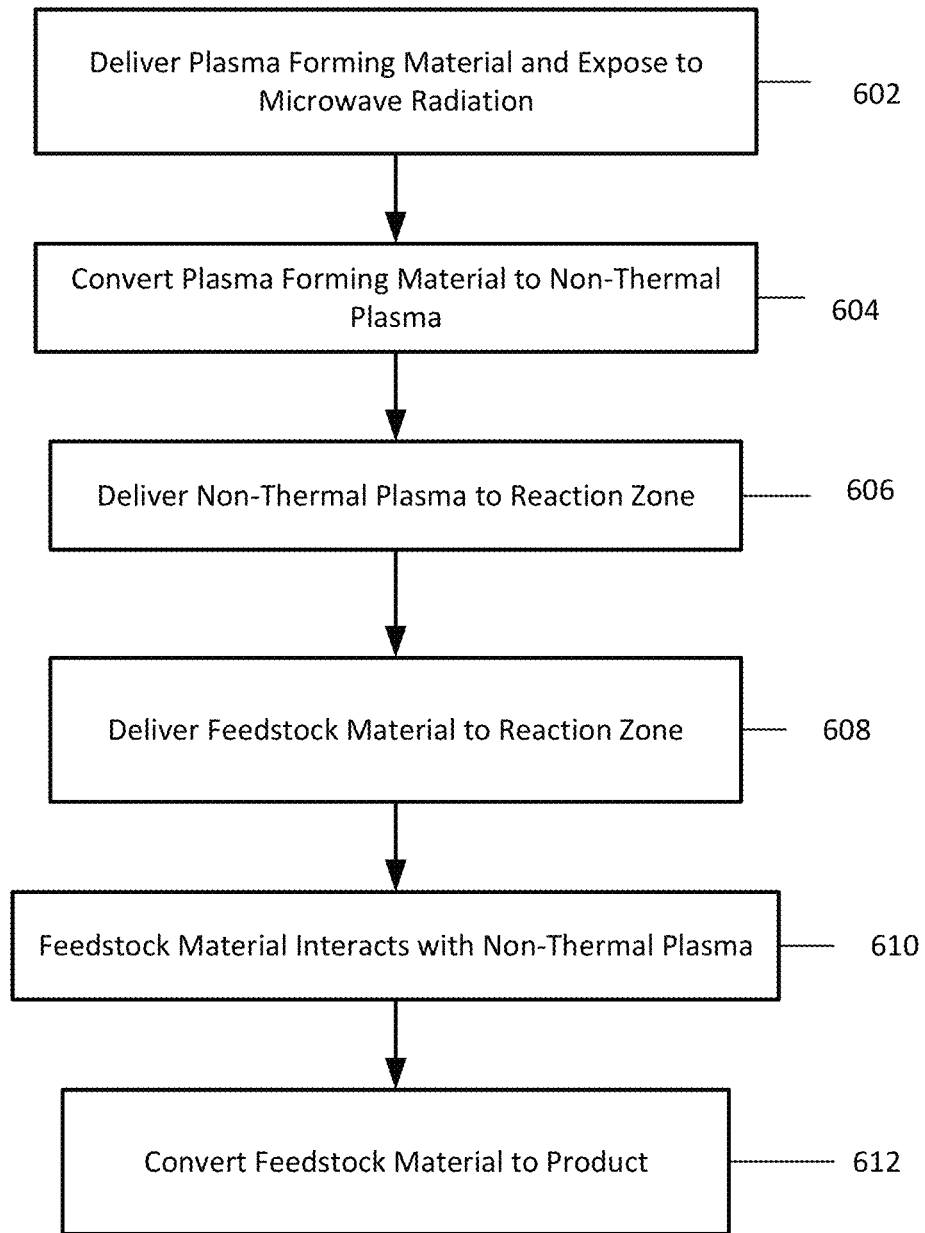 Deliver Plasma Forming Material and Expose to
Microwave Radiation
602
Convert Plasma Forming Material to Non-Thermal
Plasma
604
Deliver Non-Thermal Plasma to Reaction Zone
606
Deliver Feedstock Material to Reaction Zone
608
Feedstock Material Interacts with Non-Thermal Plasma
610
Convert Feedstock Material to Product
612